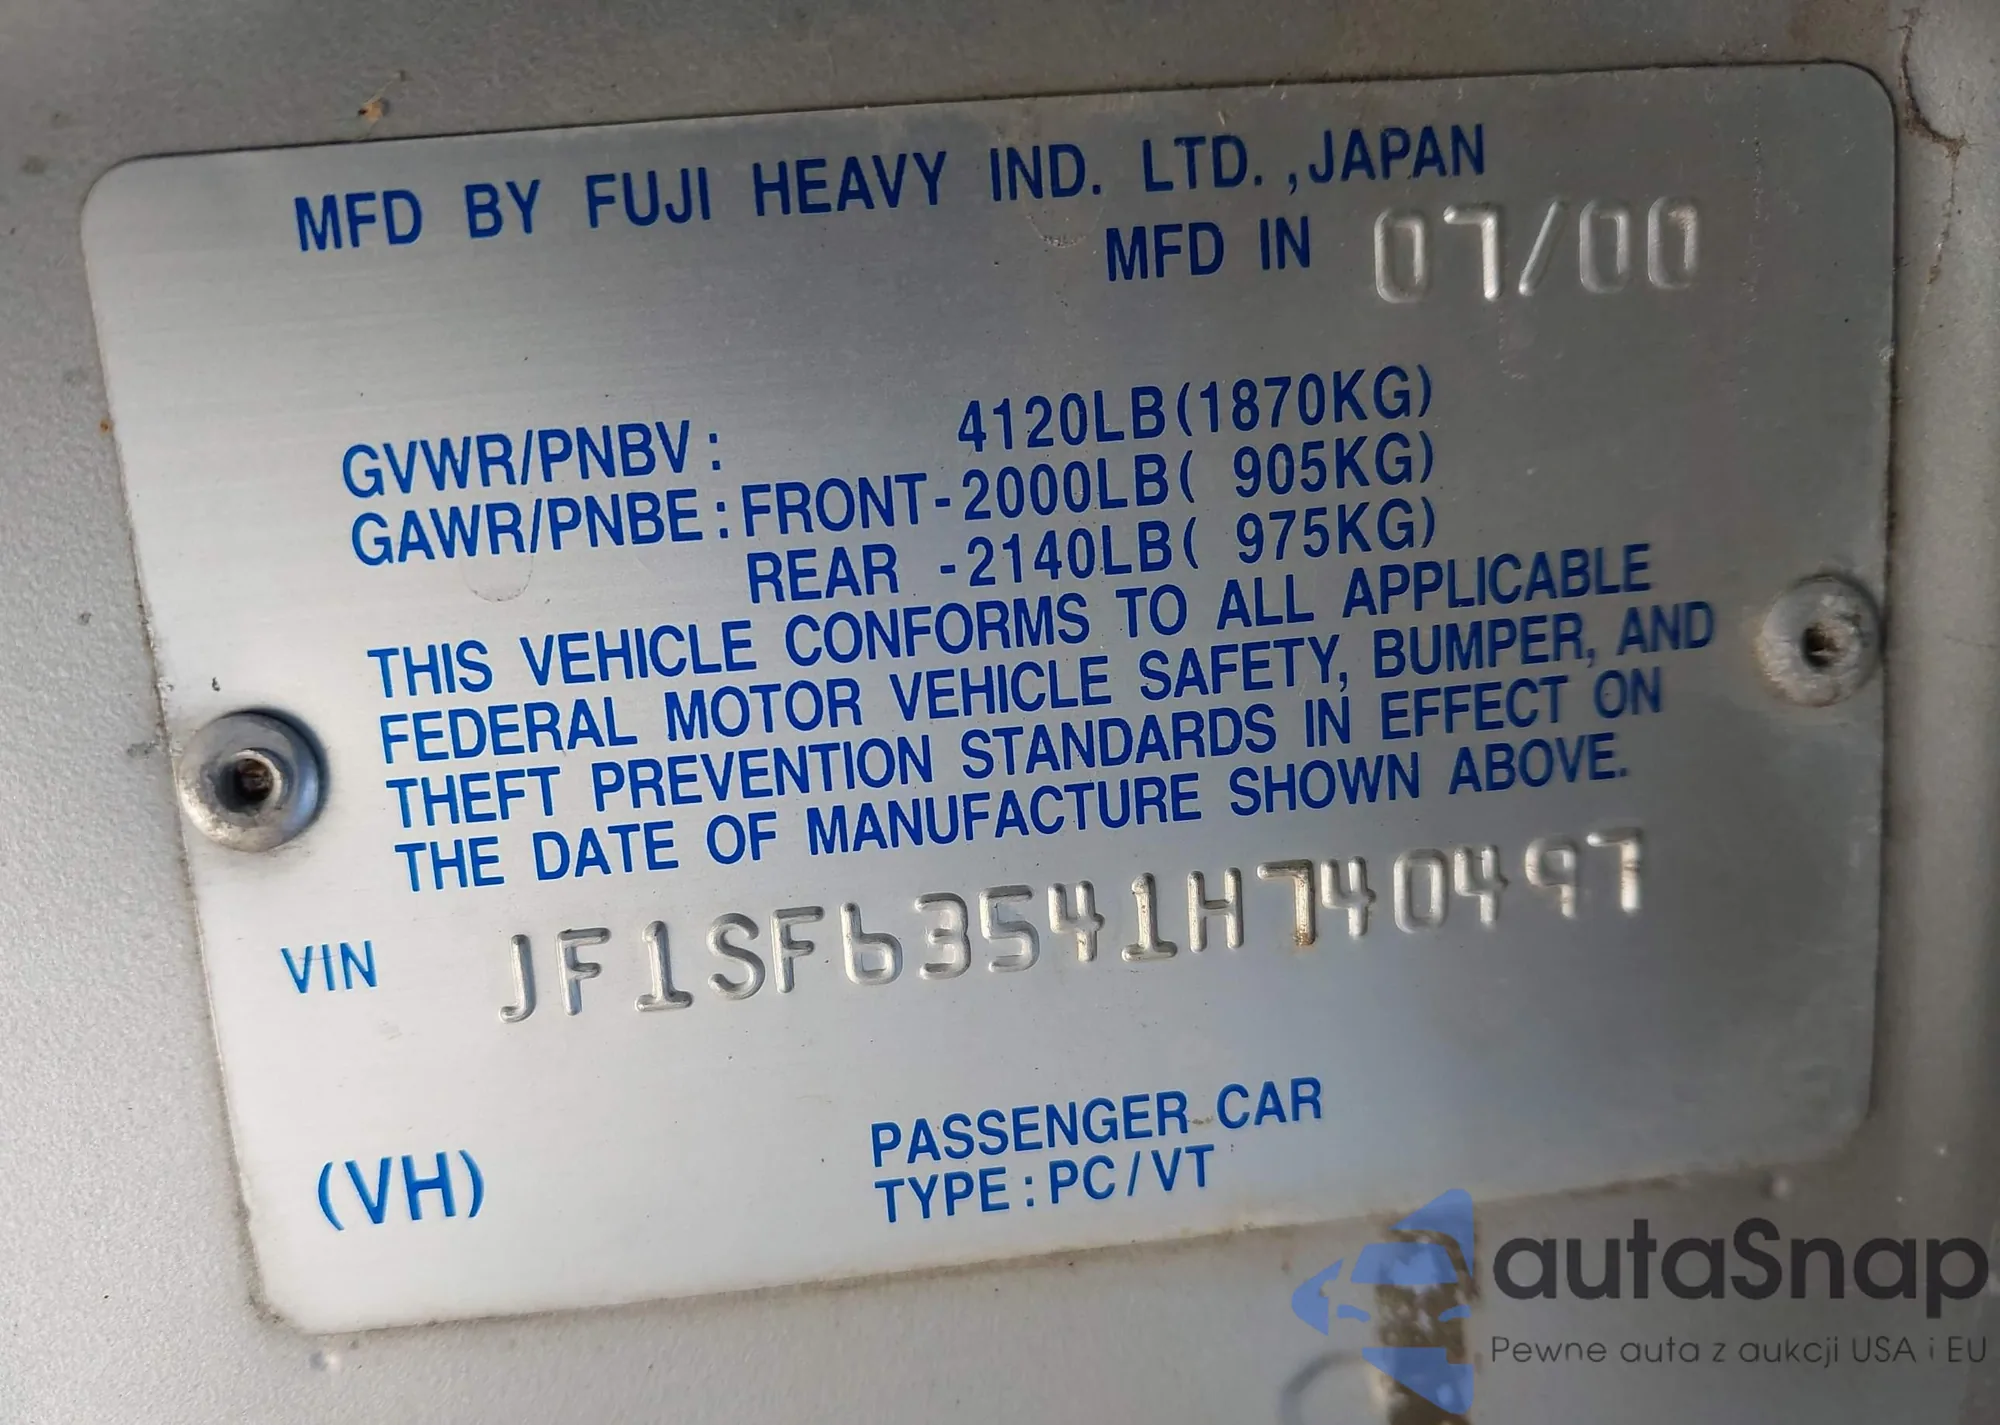 MFD BY FUJI HEAVY IND. LTD.,JAPAN
MFD IN 07/00
GVWR/PNBV: 4120LB(1870KG)
GAWR/PNBE:FRONT-2000LB( 905KG)
REAR -2140LB( 975KG)
THIS VEHICLE CONFORMS TO ALL APPLICABLE
FEDERAL MOTOR VEHICLE SAFETY, BUMPER, AND
THEFT PREVENTION STANDARDS IN EFFECT ON
THE DATE OF MANUFACTURE SHOWN ABOVE.
VIN JF1SF63541H740497
PASSENGER CAR
(VH) TYPE:PC/VT
autaSnap
Pewne auta z aukcji USA i EU